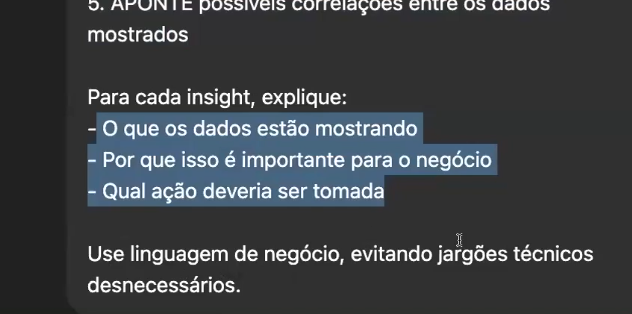 5. APONTE possíveis correlações entre os dados
mostrados
Para cada insight, explique:
- O que os dados estão mostrando
- Por que isso é importante para o negócio
- Qual ação deveria ser tomada
Use linguagem de negócio, evitando jargões técnicos
desnecessários.